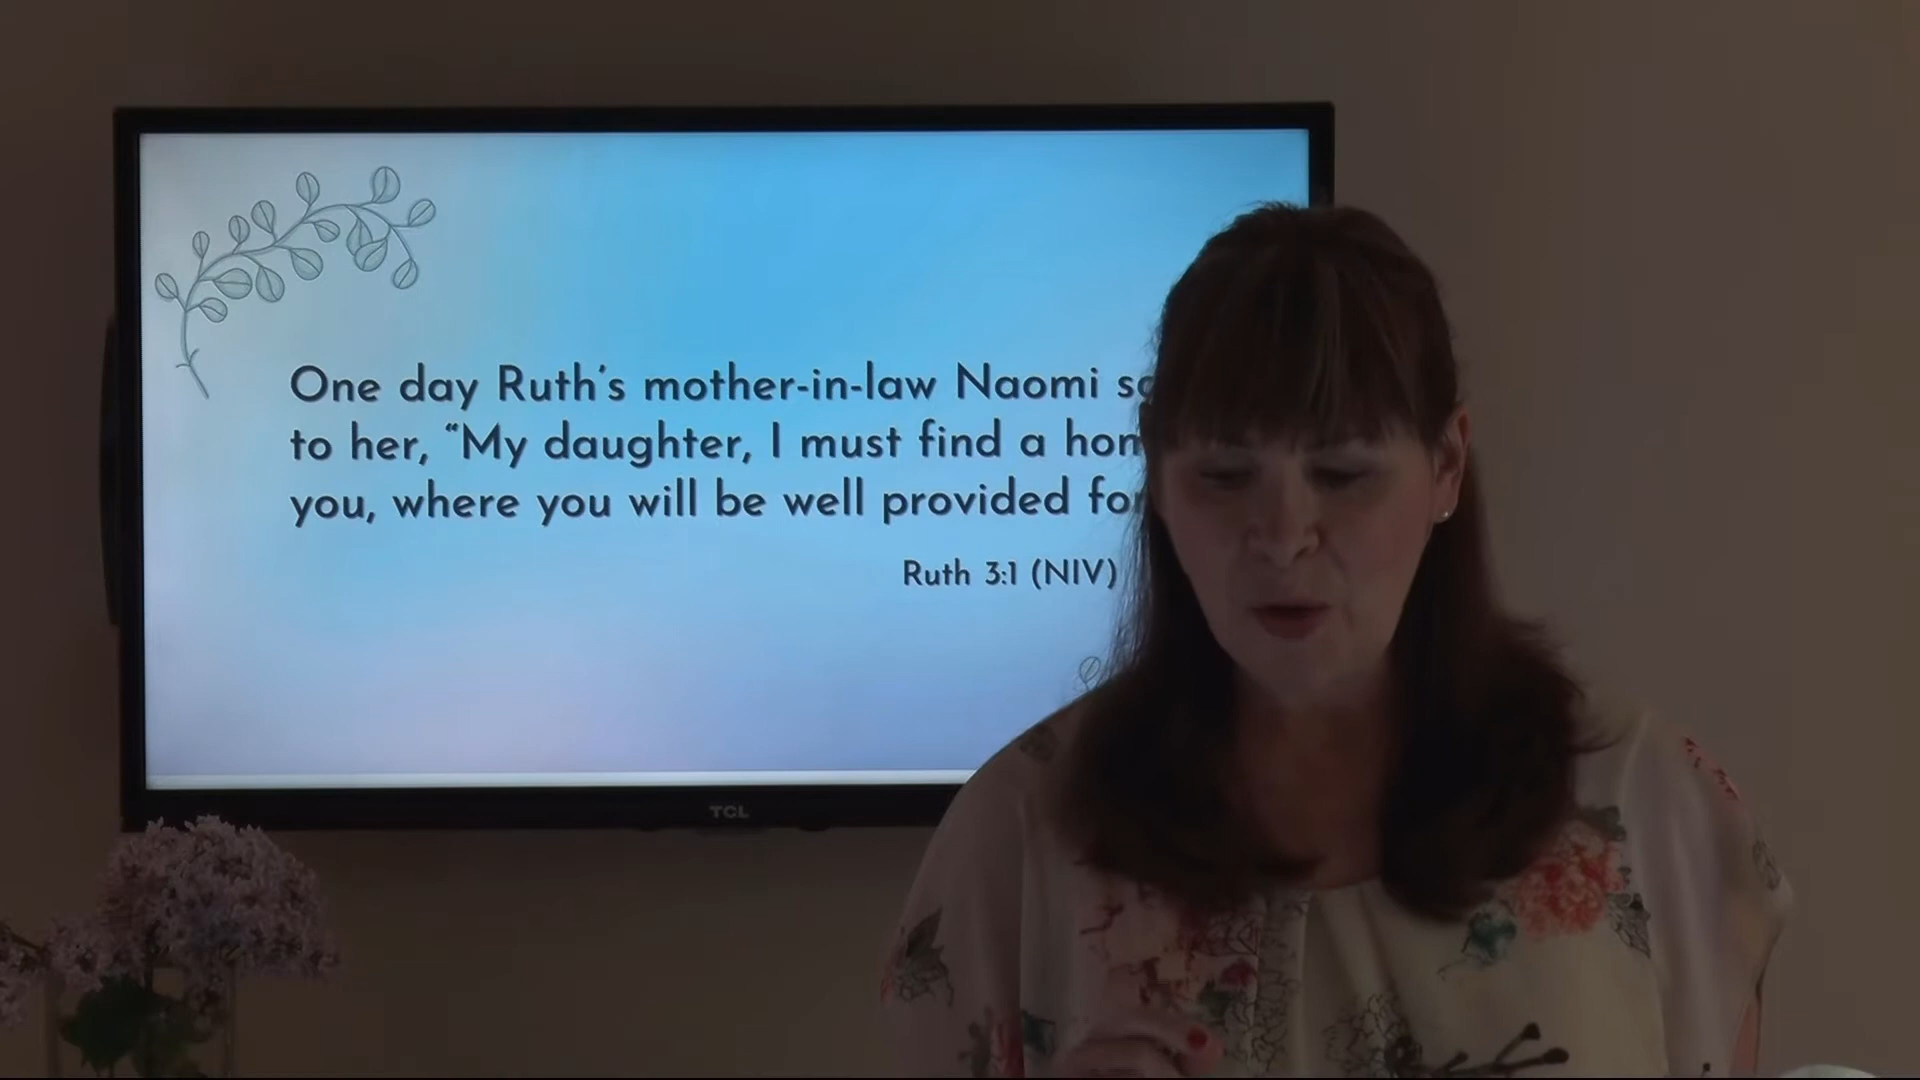 One day Ruth's mother-in-law Naomi
to her, “My daughter, I must find a
you, where you will be well provided
Ruth 3:1 (NIV)
TCL